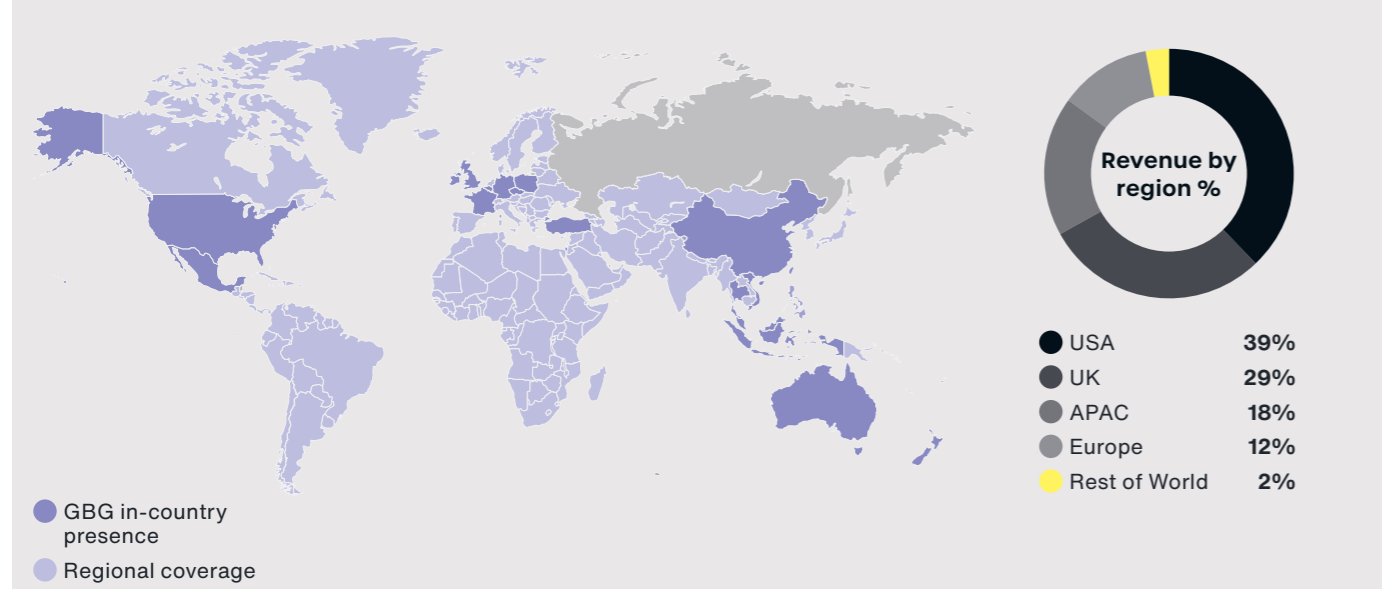 Revenue by
region %
USA 39%
UK 29%
APAC 18%
Europe 12%
Rest of World 2%
GBG in-country
presence
Regional coverage